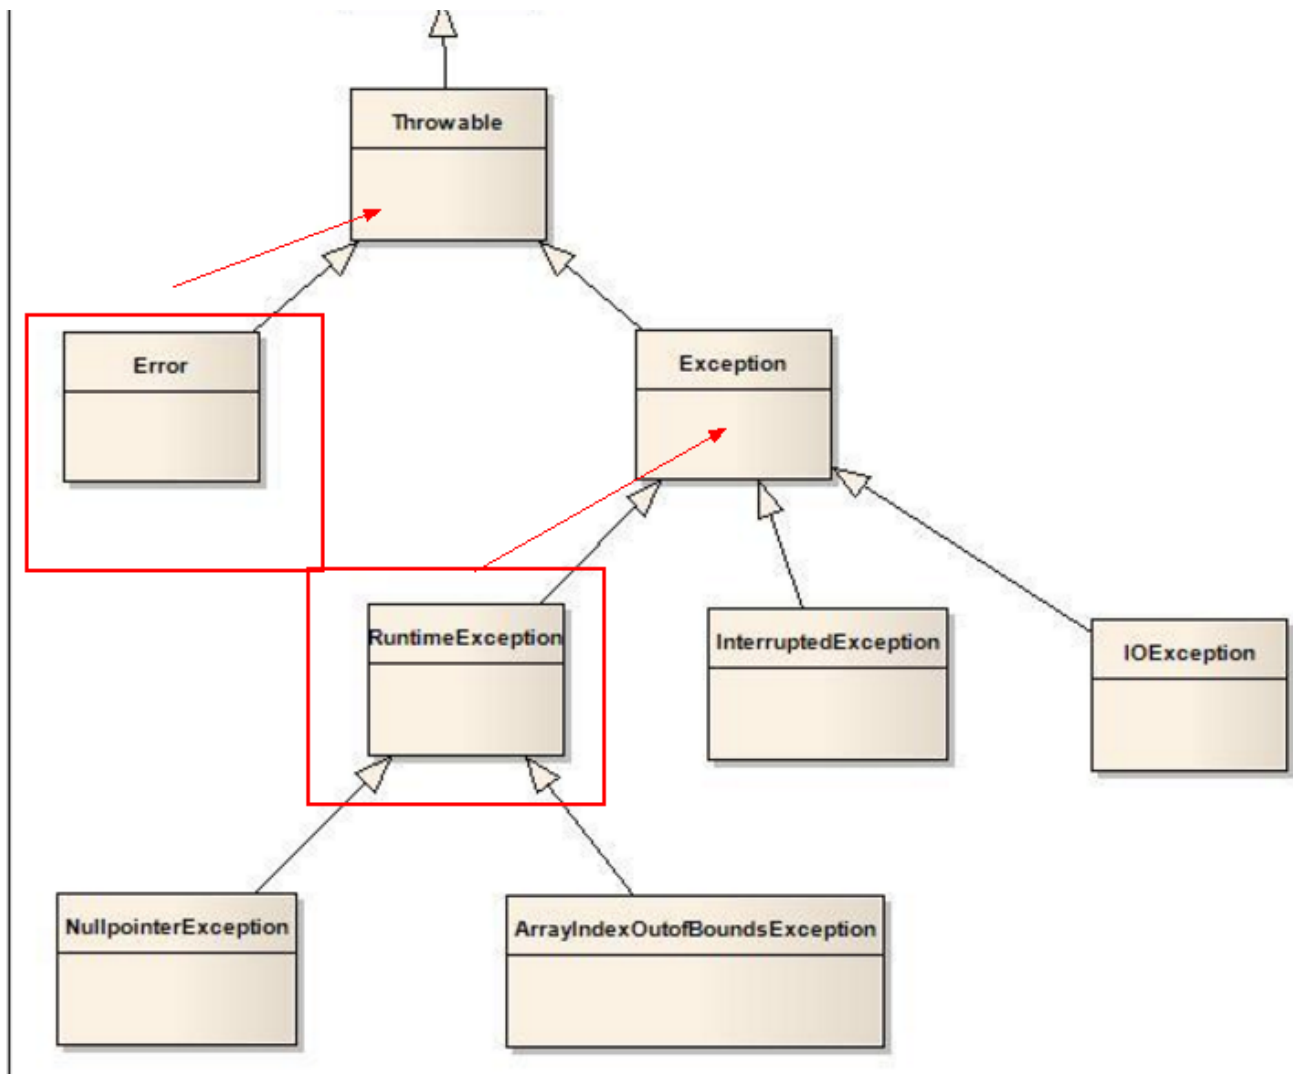 Throwable
Error
Exception
RuntimeException
InterruptedException
IOException
NullpointerException
ArrayIndexOutofBoundsException